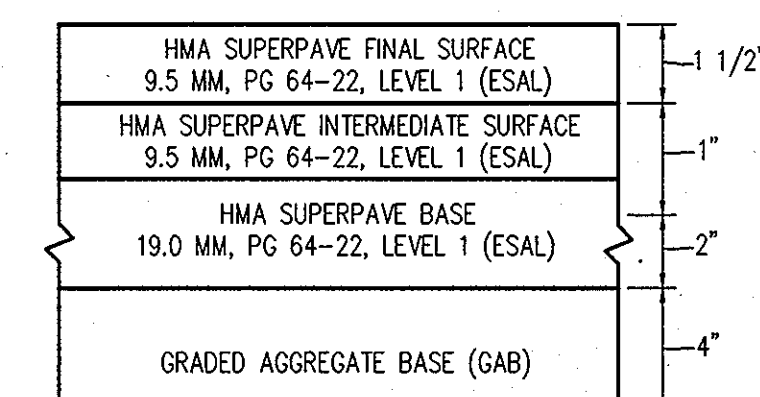 HMA SUPERPAVE FINAL SURFACE
9.5 MM, PG 64-22, LEVEL 1 (ESAL)
1 1/2"
HMA SUPERPAVE INTERMEDIATE SURFACE
9.5 MM, PG 64-22, LEVEL 1 (ESAL)
1"
HMA SUPERPAVE BASE
19.0 MM, PG 64-22, LEVEL 1 (ESAL)
2"
GRADED AGGREGATE BASE (GAB)
4"